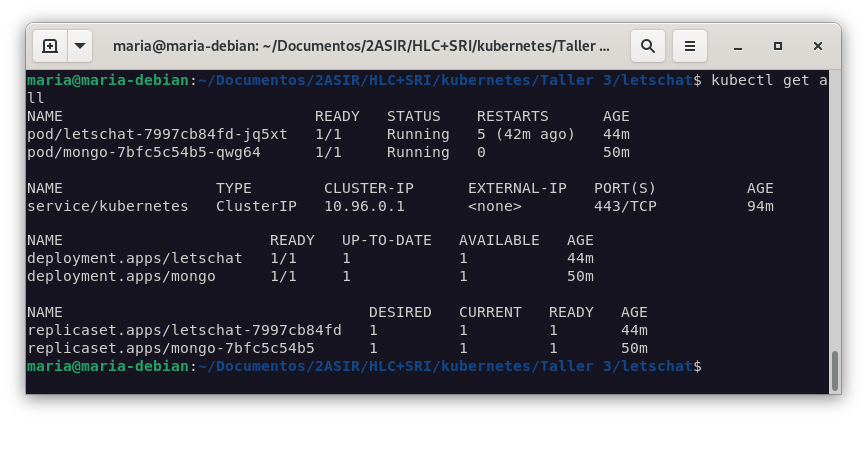 maria@maria-debian: ~/Documentos/2ASIR/HLC+SRI/kubernetes/Taller ...
maria@maria-debian:~/Documentos/2ASIR/HLC+SRI/kubernetes/Taller 3/letschat$ kubectl get a
ll
NAME                                READY   STATUS    RESTARTS      AGE
pod/letschat-7997cb84fd-jq5xt   1/1     Running   5 (42m ago)   44m
pod/mongo-7bfc5c54b5-qwg64      1/1     Running   0             50m
NAME                 TYPE        CLUSTER-IP      EXTERNAL-IP   PORT(S)          AGE
service/kubernetes   ClusterIP   10.96.0.1       <none>        443/TCP          94m
NAME                       READY   UP-TO-DATE   AVAILABLE   AGE
deployment.apps/letschat   1/1     1            1           44m
deployment.apps/mongo      1/1     1            1           50m
NAME                                  DESIRED   CURRENT   READY   AGE
replicaset.apps/letschat-7997cb84fd   1         1         1       44m
replicaset.apps/mongo-7bfc5c54b5      1         1         1       50m
maria@maria-debian:~/Documentos/2ASIR/HLC+SRI/kubernetes/Taller 3/letschat$